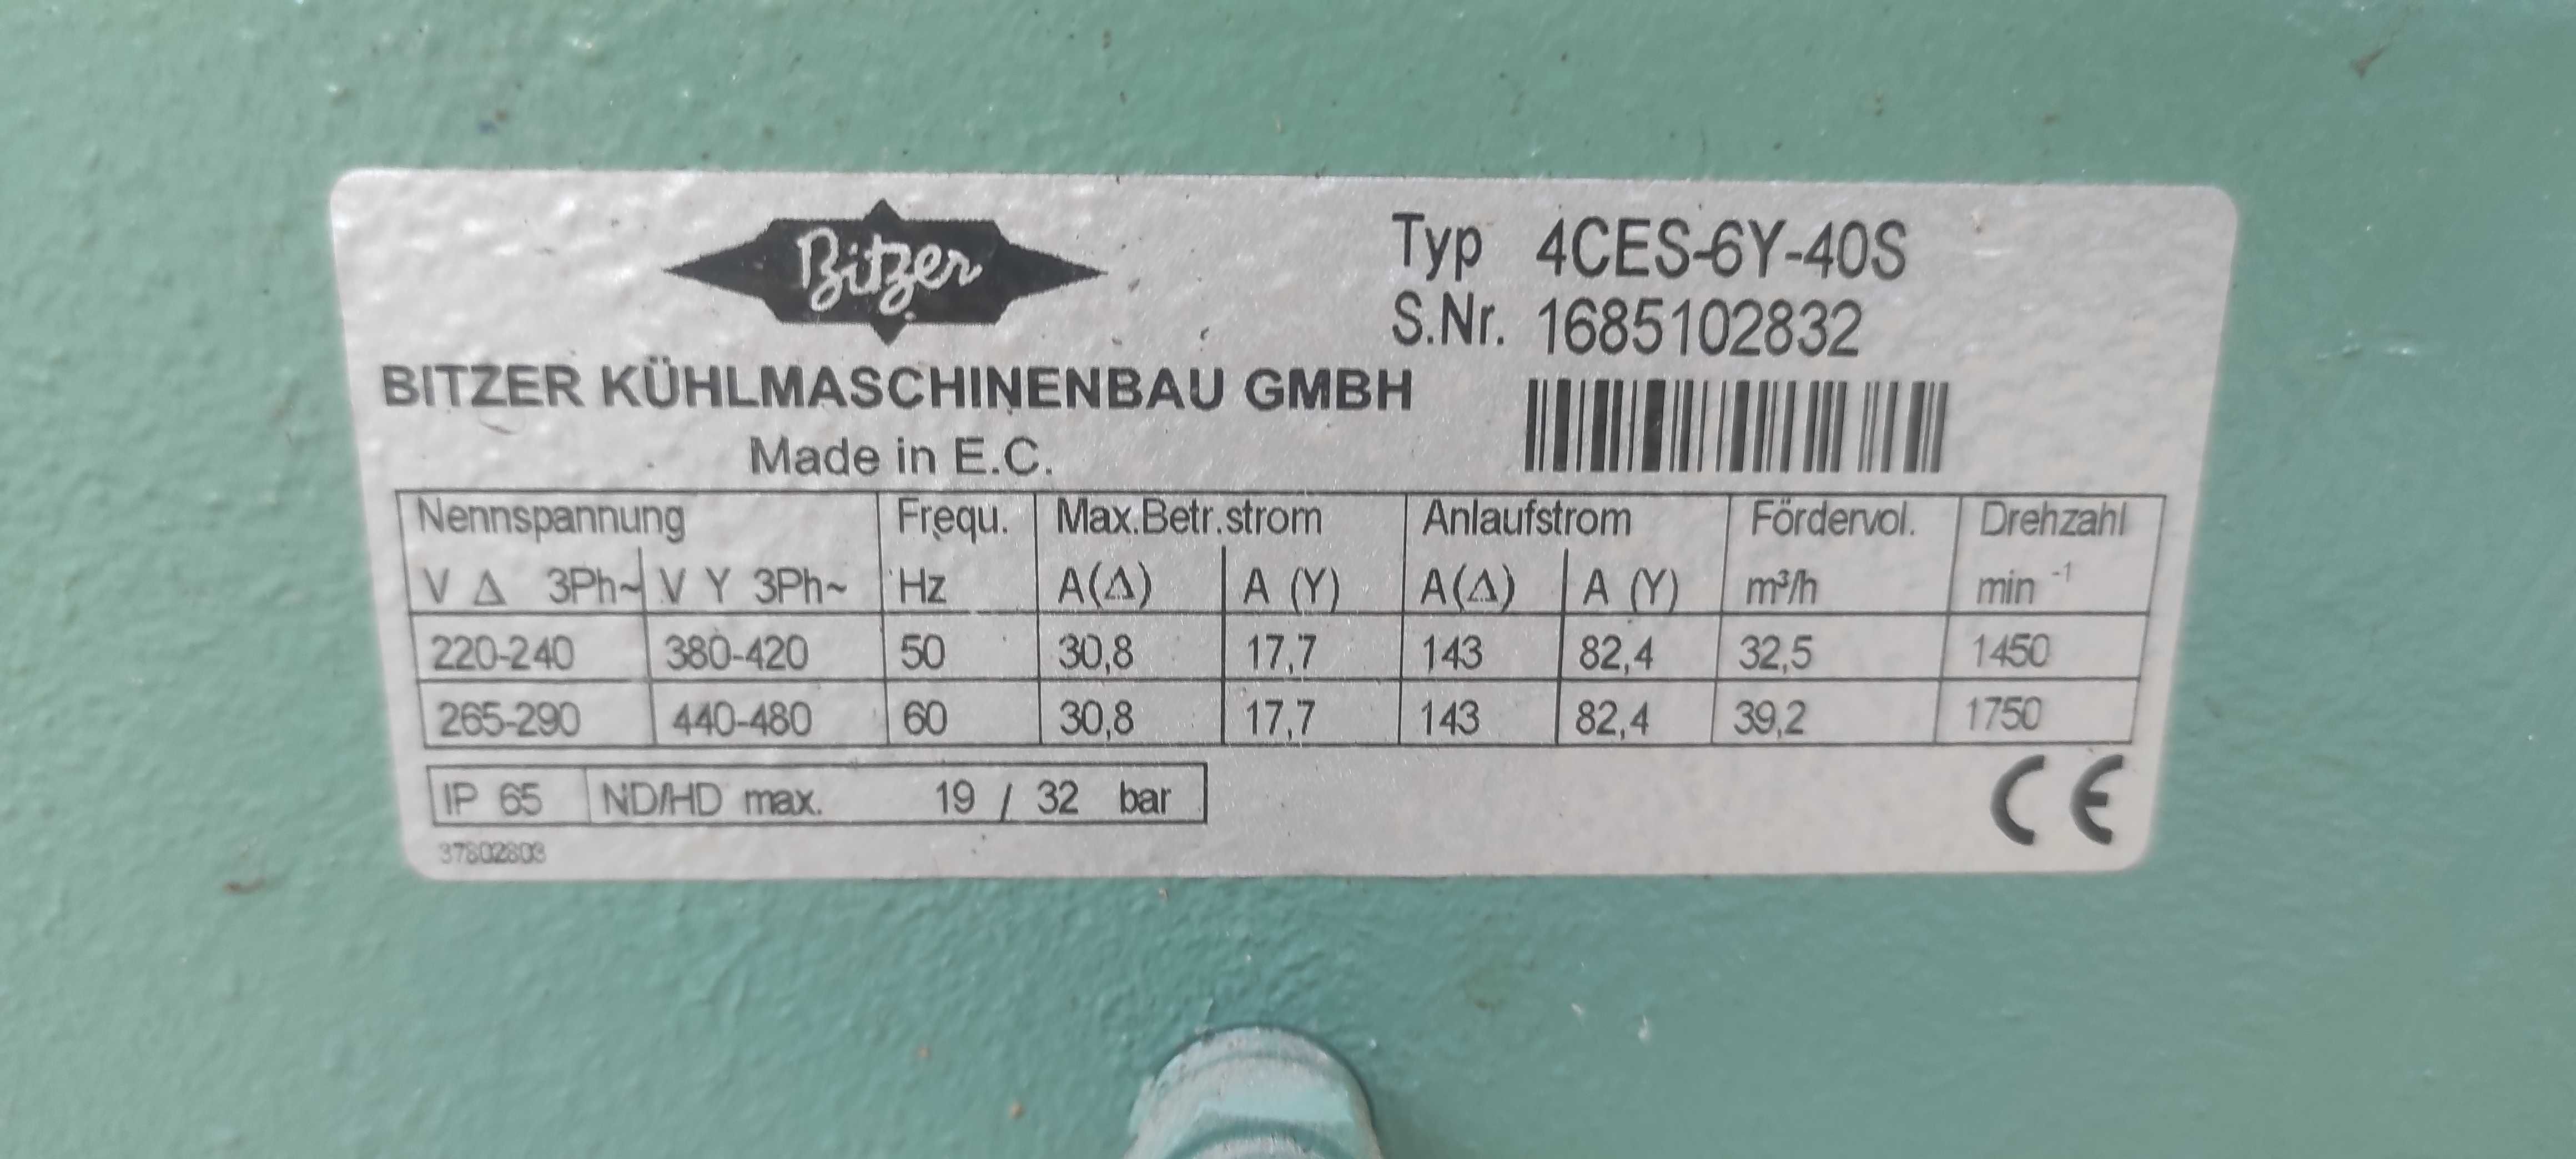 Bitzer
Typ 4CES-6Y-40S
S.Nr. 1685102832
BITZER KÜHLMASCHINENBAU GMBH
Made in E.C.
Nennspannung Frequ. Max.Betr.strom Anlaufstrom Fördervol. Drehzahl
V Δ 3Ph~ V Y 3Ph~ Hz A(Δ) A (Y) A(Δ) A (Y) m³/h min -1
220-240 380-420 50 30,8 17,7 143 82,4 32,5 1450
265-290 440-480 60 30,8 17,7 143 82,4 39,2 1750
IP 65 ND/HD max. 19 / 32 bar
CE
37802803